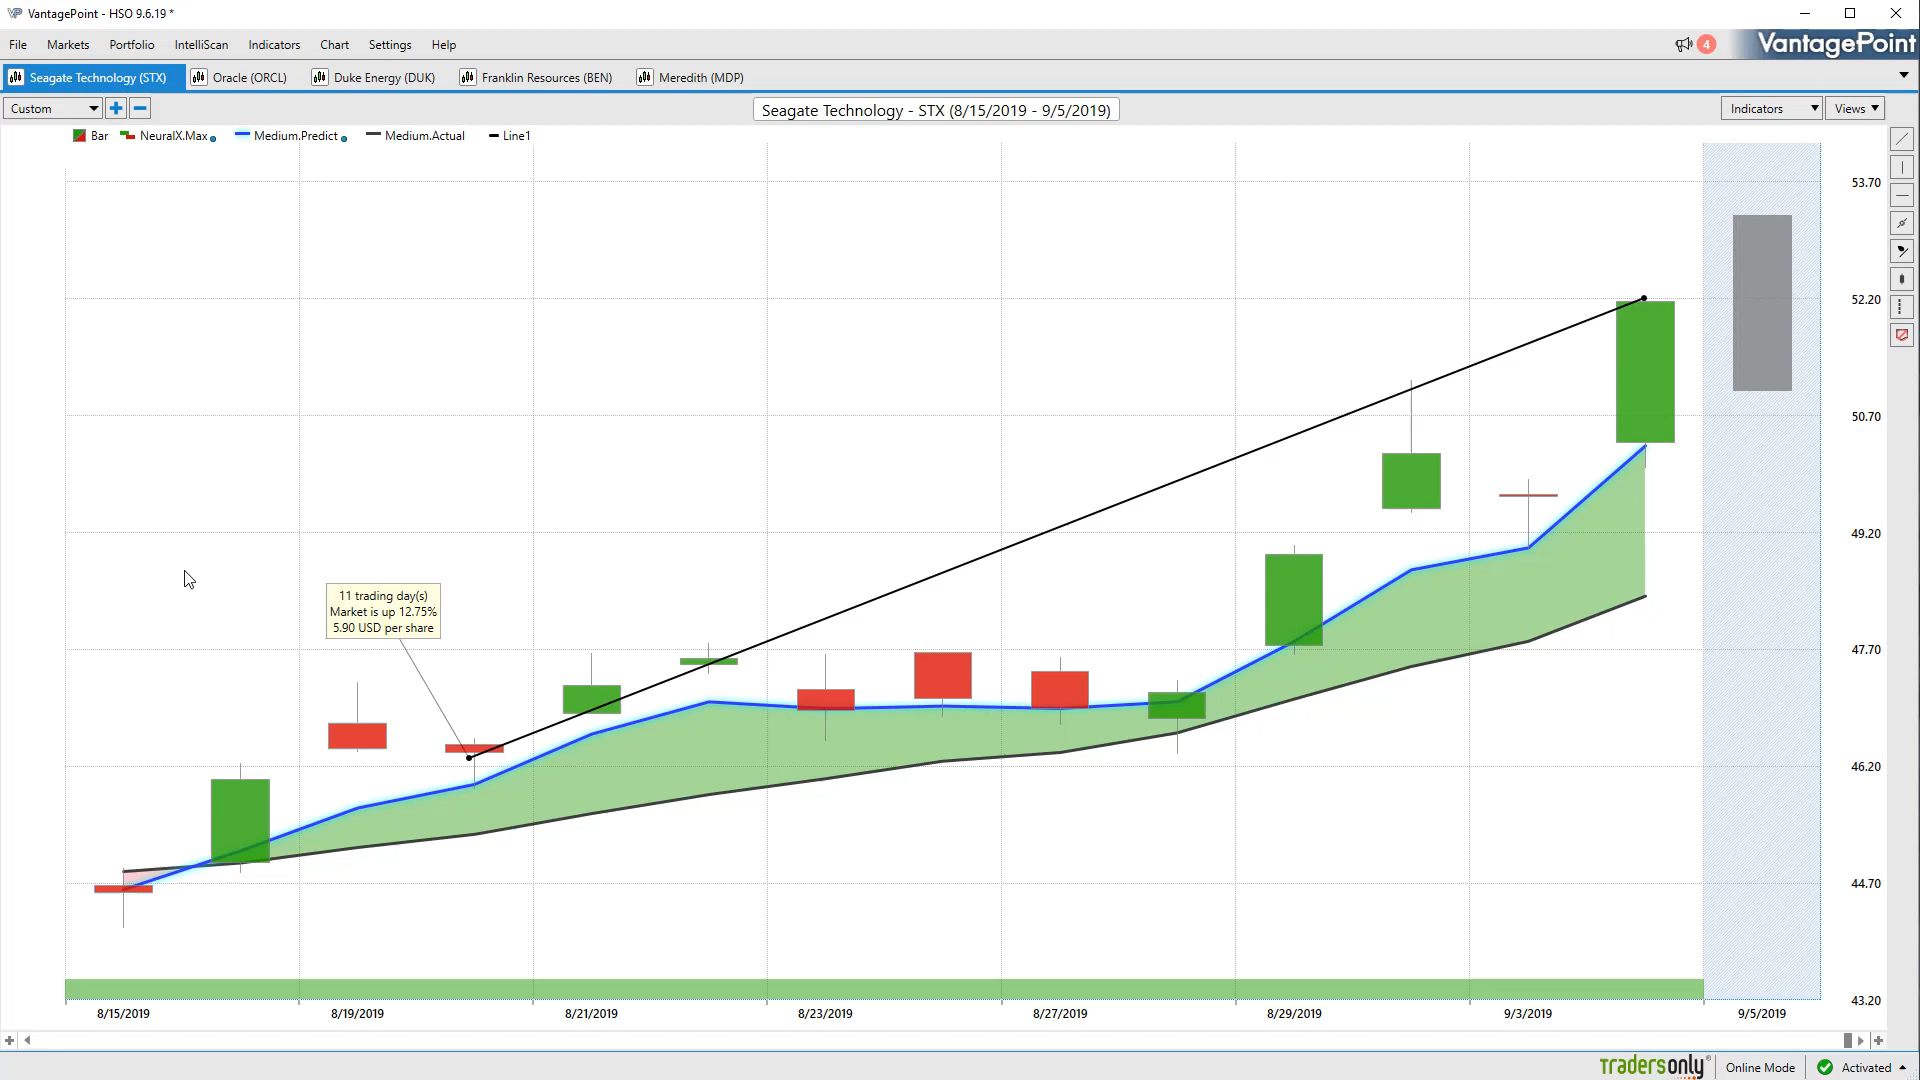 VP VantagePoint - HSO 9.6.19 *
File Markets Portfolio IntelliScan Indicators Chart Settings Help
4
VantagePoint
Seagate Technology (STX) Oracle (ORCL) Duke Energy (DUK) Franklin Resources (BEN) Meredith (MDP)
Custom
Seagate Technology - STX (8/15/2019 - 9/5/2019)
Indicators Views
Bar NeuralX.Max Medium.Predict Medium.Actual Line1
53.70
52.20
50.70
49.20
11 trading day(s)
Market is up 12.75%
5.90 USD per share
47.70
46.20
44.70
43.20
8/15/2019 8/19/2019 8/21/2019 8/23/2019 8/27/2019 8/29/2019 9/3/2019 9/5/2019
tradersonly Online Mode Activated